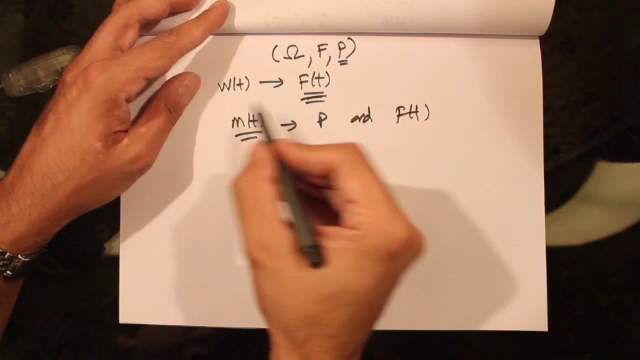 (Ω, F, P)
W(t) → F(t)
M(t) → P and F(t)